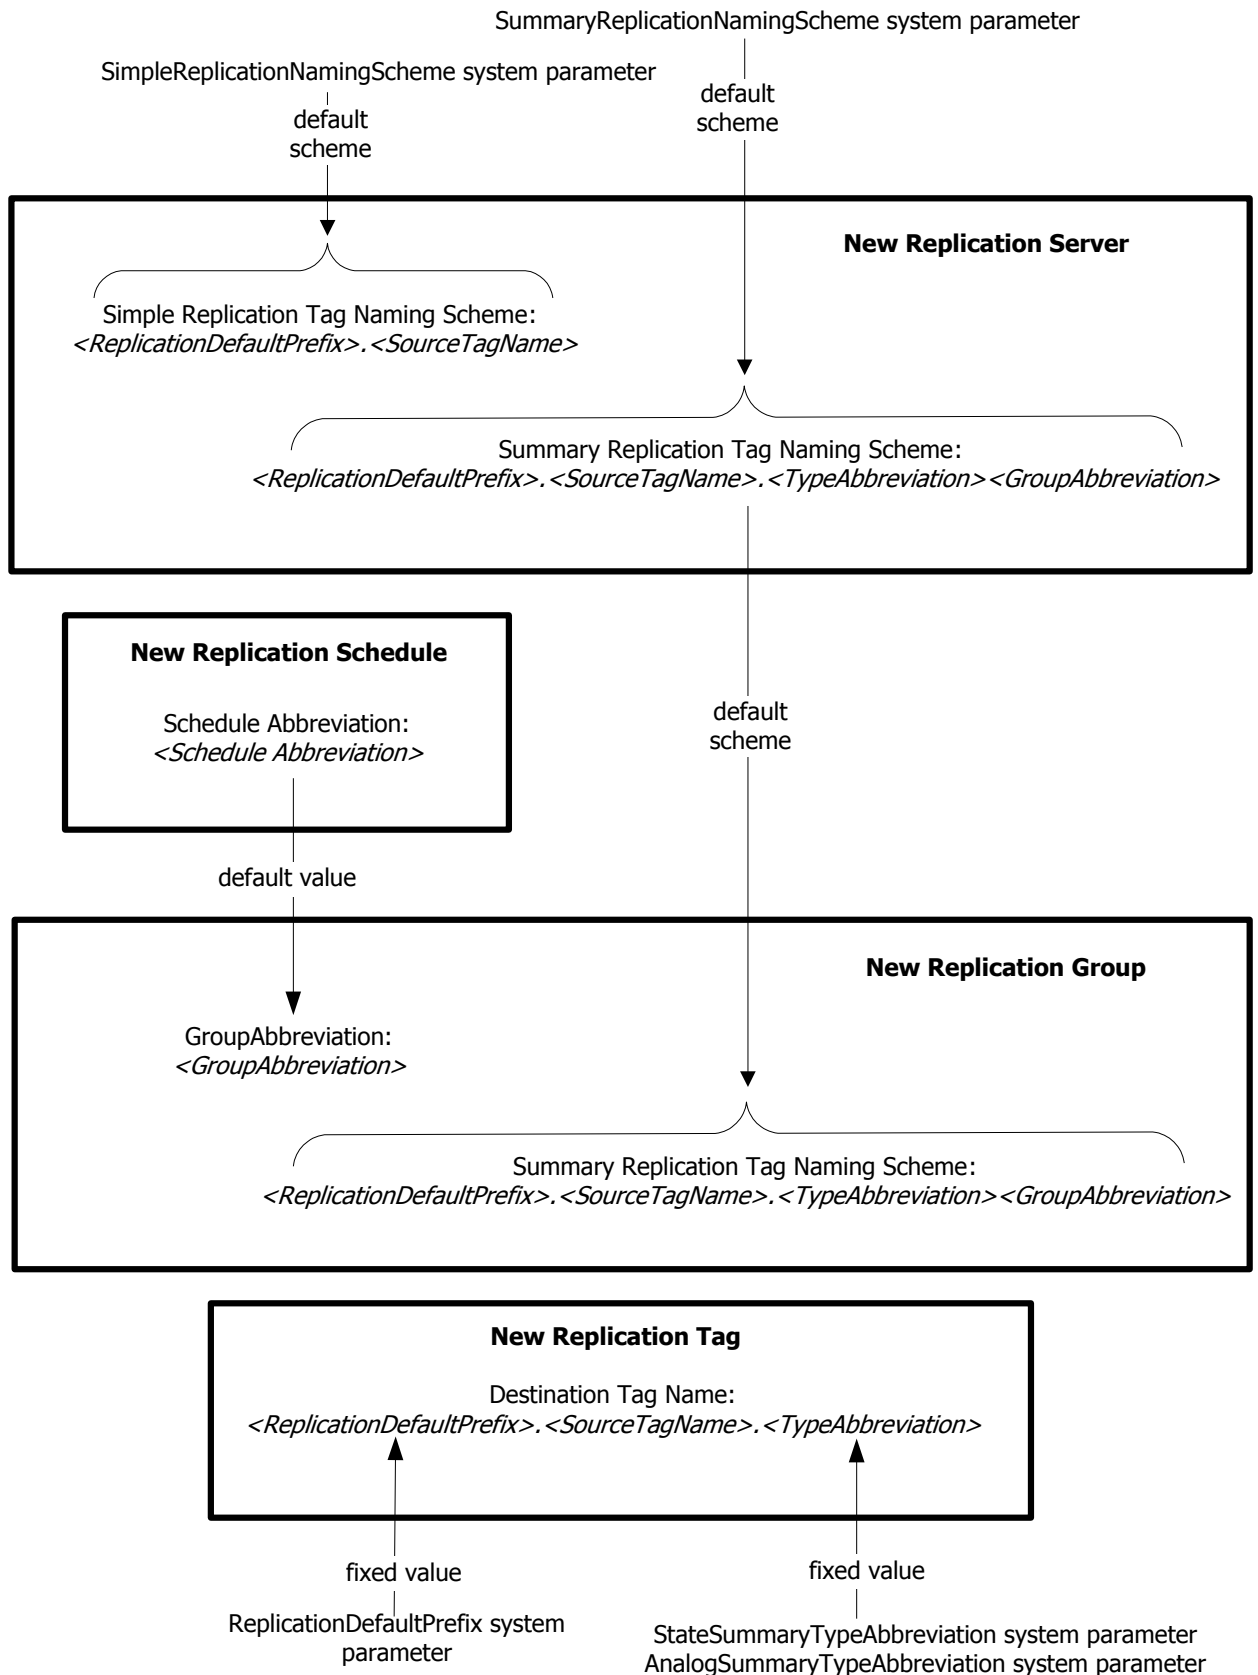 SummaryReplicationNamingScheme system parameter
SimpleReplicationNamingScheme system parameter
default
scheme
default
scheme
New Replication Server
Simple Replication Tag Naming Scheme:
<ReplicationDefaultPrefix>.<SourceTagName>
Summary Replication Tag Naming Scheme:
<ReplicationDefaultPrefix>.<SourceTagName>.<TypeAbbreviation><GroupAbbreviation>
New Replication Schedule
Schedule Abbreviation:
<Schedule Abbreviation>
default
scheme
default value
New Replication Group
GroupAbbreviation:
<GroupAbbreviation>
Summary Replication Tag Naming Scheme:
<ReplicationDefaultPrefix>.<SourceTagName>.<TypeAbbreviation><GroupAbbreviation>
New Replication Tag
Destination Tag Name:
<ReplicationDefaultPrefix>.<SourceTagName>.<TypeAbbreviation>
fixed value
fixed value
ReplicationDefaultPrefix system
parameter
StateSummaryTypeAbbreviation system parameter
AnalogSummaryTypeAbbreviation system parameter